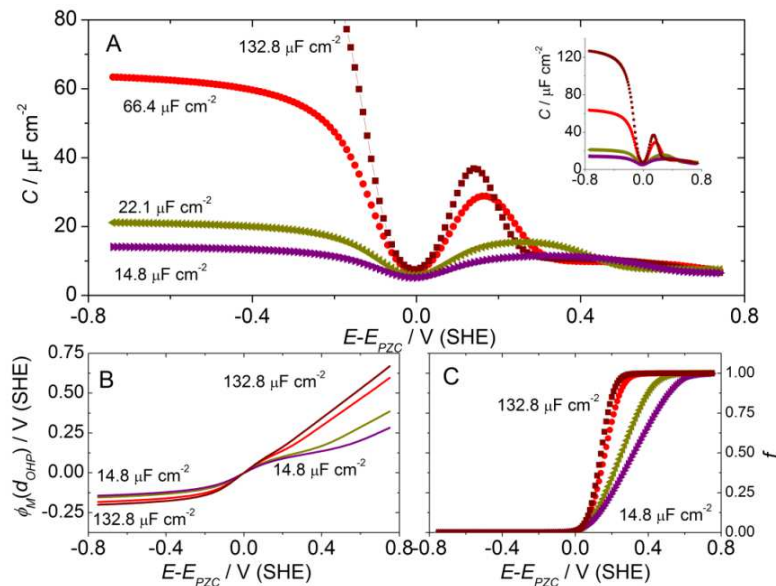 A
132.8 μF cm⁻²
66.4 μF cm⁻²
22.1 μF cm⁻²
14.8 μF cm⁻²
C / μF cm⁻²
80
60
40
20
0
-0.8 -0.4 0.0 0.4 0.8
E-E_PZC / V (SHE)
C / μF cm⁻²
120
80
40
0
-0.8 0.0 0.8
B
132.8 μF cm⁻²
14.8 μF cm⁻²
14.8 μF cm⁻²
132.8 μF cm⁻²
ϕ_M(d_OHP) / V (SHE)
0.75
0.50
0.25
0.00
-0.25
-0.8 -0.4 0.0 0.4 0.8
E-E_PZC / V (SHE)
C
132.8 μF cm⁻²
14.8 μF cm⁻²
1.00
0.75
0.50
0.25
0.00
f
-0.8 -0.4 0.0 0.4 0.8
E-E_PZC / V (SHE)